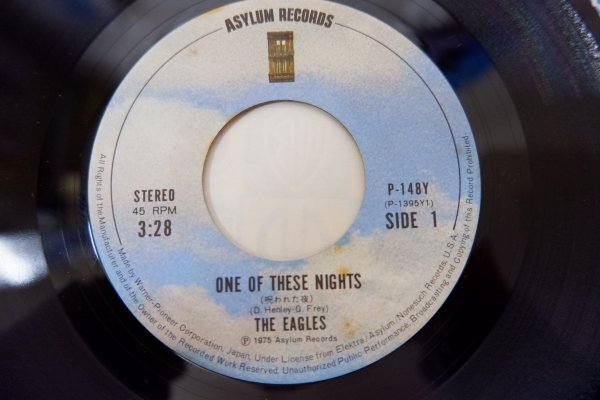 ASYLUM RECORDS
STEREO
45 RPM
3:28
P-148Y
(P-1395Y1)
SIDE 1
ONE OF THESE NIGHTS
(呪われた夜)
(D. Henley-G. Frey)
THE EAGLES
Ⓟ 1975 Asylum Records
Made by Warner-Pioneer Corporation, Japan, Under License from Elektra/Asylum/Nonesuch Records, U.S.A.
All Rights of the Manufacturer and of the Owner of the Recorded Work Reserved. Unauthorized Public Performance, Broadcasting and Copying of this Record Prohibited.